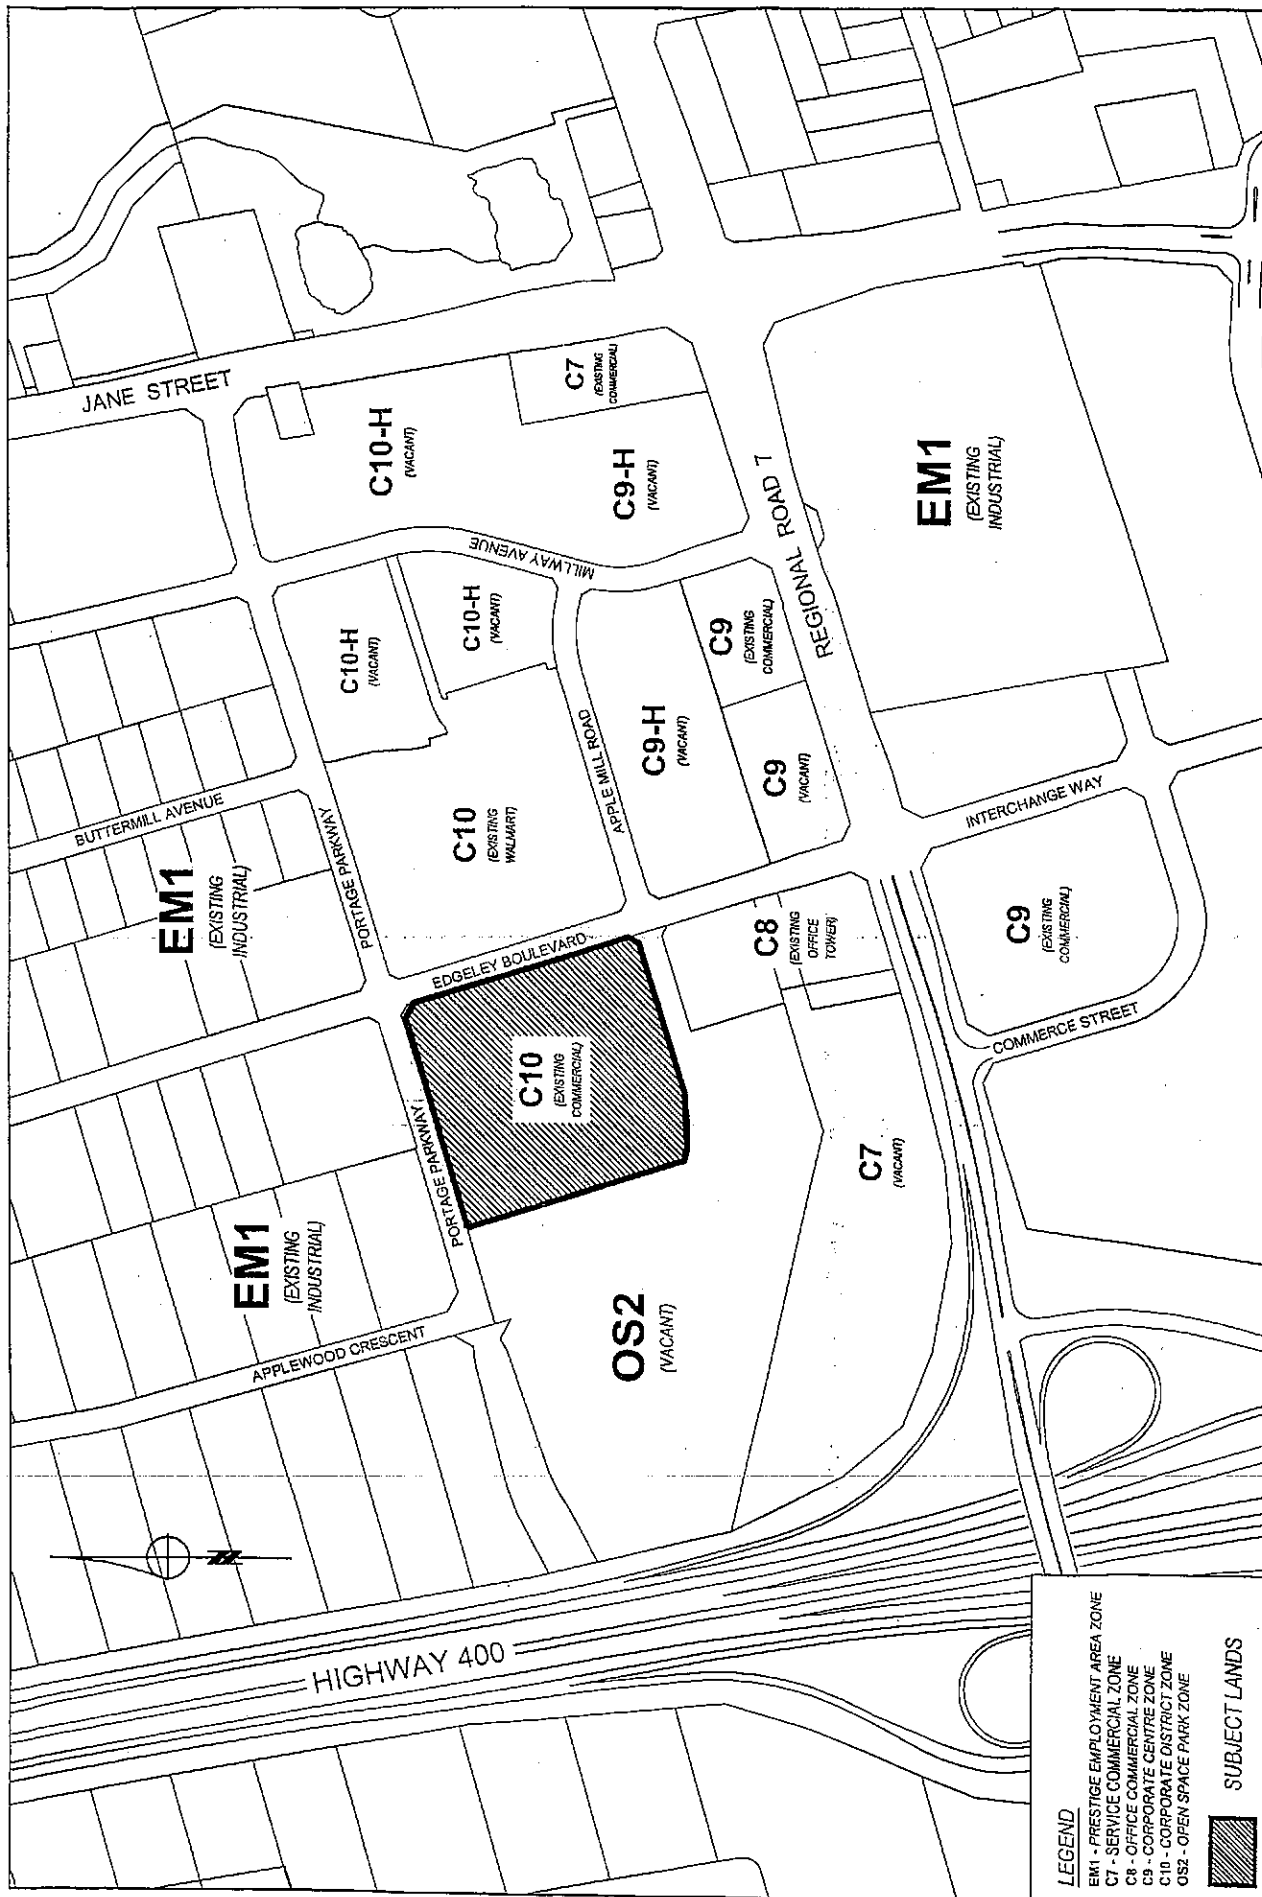 JANE STREET
C10-H
(VACANT)
C7
(EXISTING
COMMERCIAL)
C9-H
(VACANT)
MILLWAY AVENUE
C10-H
(VACANT)
C10-H
(VACANT)
C9
(EXISTING
COMMERCIAL)
REGIONAL ROAD 7
EM1
(EXISTING
INDUSTRIAL)
BUTTERMILL AVENUE
PORTAGE PARKWAY
C10
(EXISTING
WALMART)
APPLE MILL ROAD
C9-H
(VACANT)
C9
(VACANT)
INTERCHANGE WAY
EM1
(EXISTING
INDUSTRIAL)
EDGELEY BOULEVARD
C8
(EXISTING
OFFICE
TOWER)
C9
(EXISTING
COMMERCIAL)
COMMERCE STREET
C10
(EXISTING
COMMERCIAL)
PORTAGE PARKWAY
C7
(VACANT)
EM1
(EXISTING
INDUSTRIAL)
APPLEWOOD CRESCENT
OS2
(VACANT)
N
HIGHWAY 400
LEGEND
EM1 - PRESTIGE EMPLOYMENT AREA ZONE
C7 - SERVICE COMMERCIAL ZONE
C8 - OFFICE COMMERCIAL ZONE
C9 - CORPORATE CENTRE ZONE
C10 - CORPORATE DISTRICT ZONE
OS2 - OPEN SPACE PARK ZONE
SUBJECT LANDS